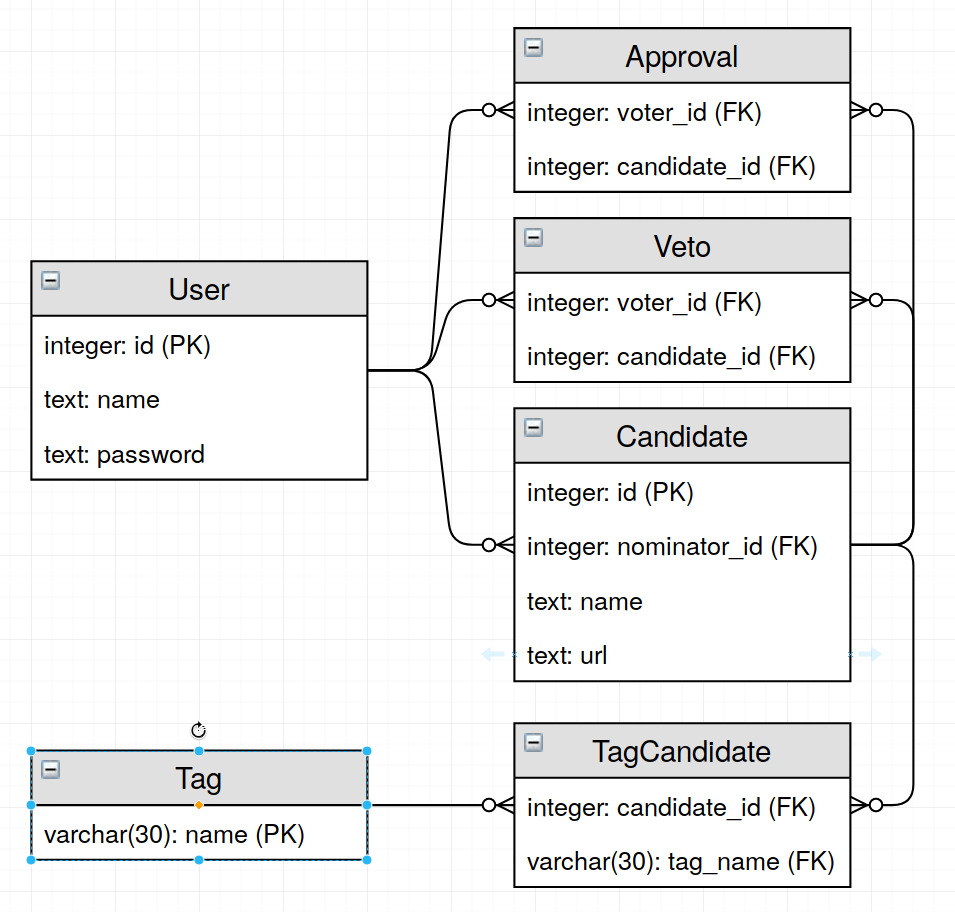 Approval
integer: voter_id (FK)
integer: candidate_id (FK)
Veto
integer: voter_id (FK)
integer: candidate_id (FK)
User
integer: id (PK)
text: name
text: password
Candidate
integer: id (PK)
integer: nominator_id (FK)
text: name
text: url
Tag
varchar(30): name (PK)
TagCandidate
integer: candidate_id (FK)
varchar(30): tag_name (FK)